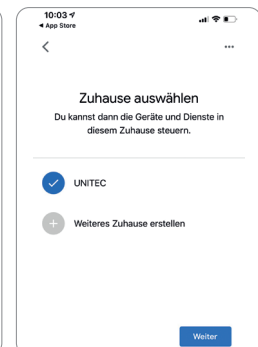 10:03
◀ App Store
Zuhause auswählen
Du kannst dann die Geräte und Dienste in
diesem Zuhause steuern.
UNITEC
Weiteres Zuhause erstellen
Weiter